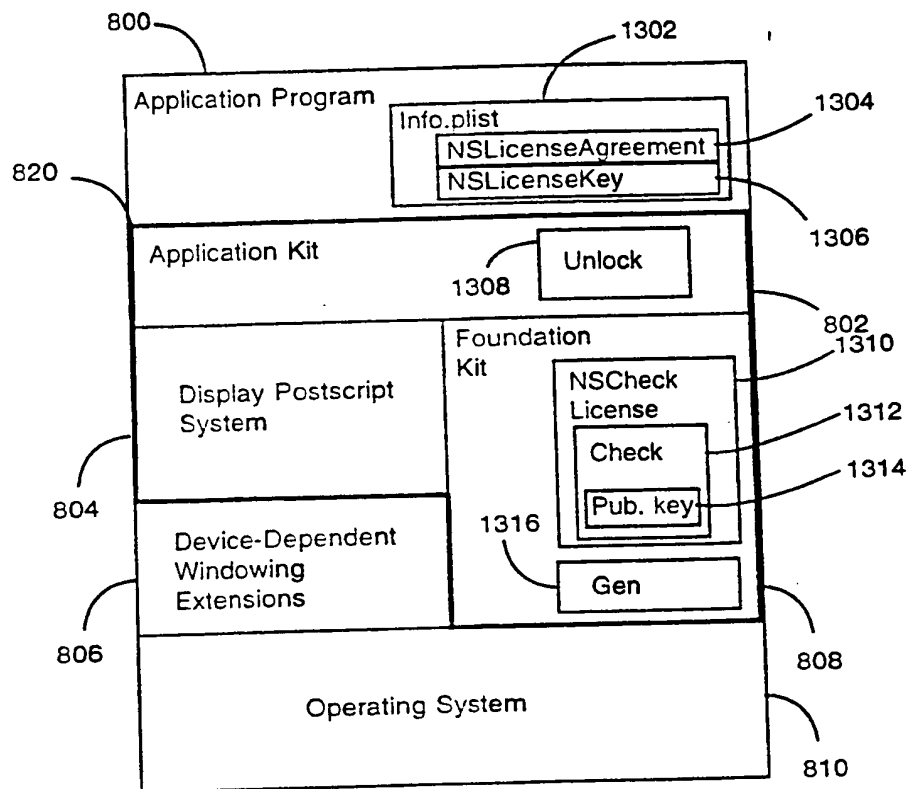 800
1302
Application Program
Info.plist
1304
NSLicenseAgreement
NSLicenseKey
820
1306
Application Kit
1308
Unlock
802
Foundation
Kit
1310
NSCheck
License
Display Postscript
System
1312
Check
1314
Pub. key
804
1316
Device-Dependent
Windowing
Extensions
Gen
806
808
Operating System
810